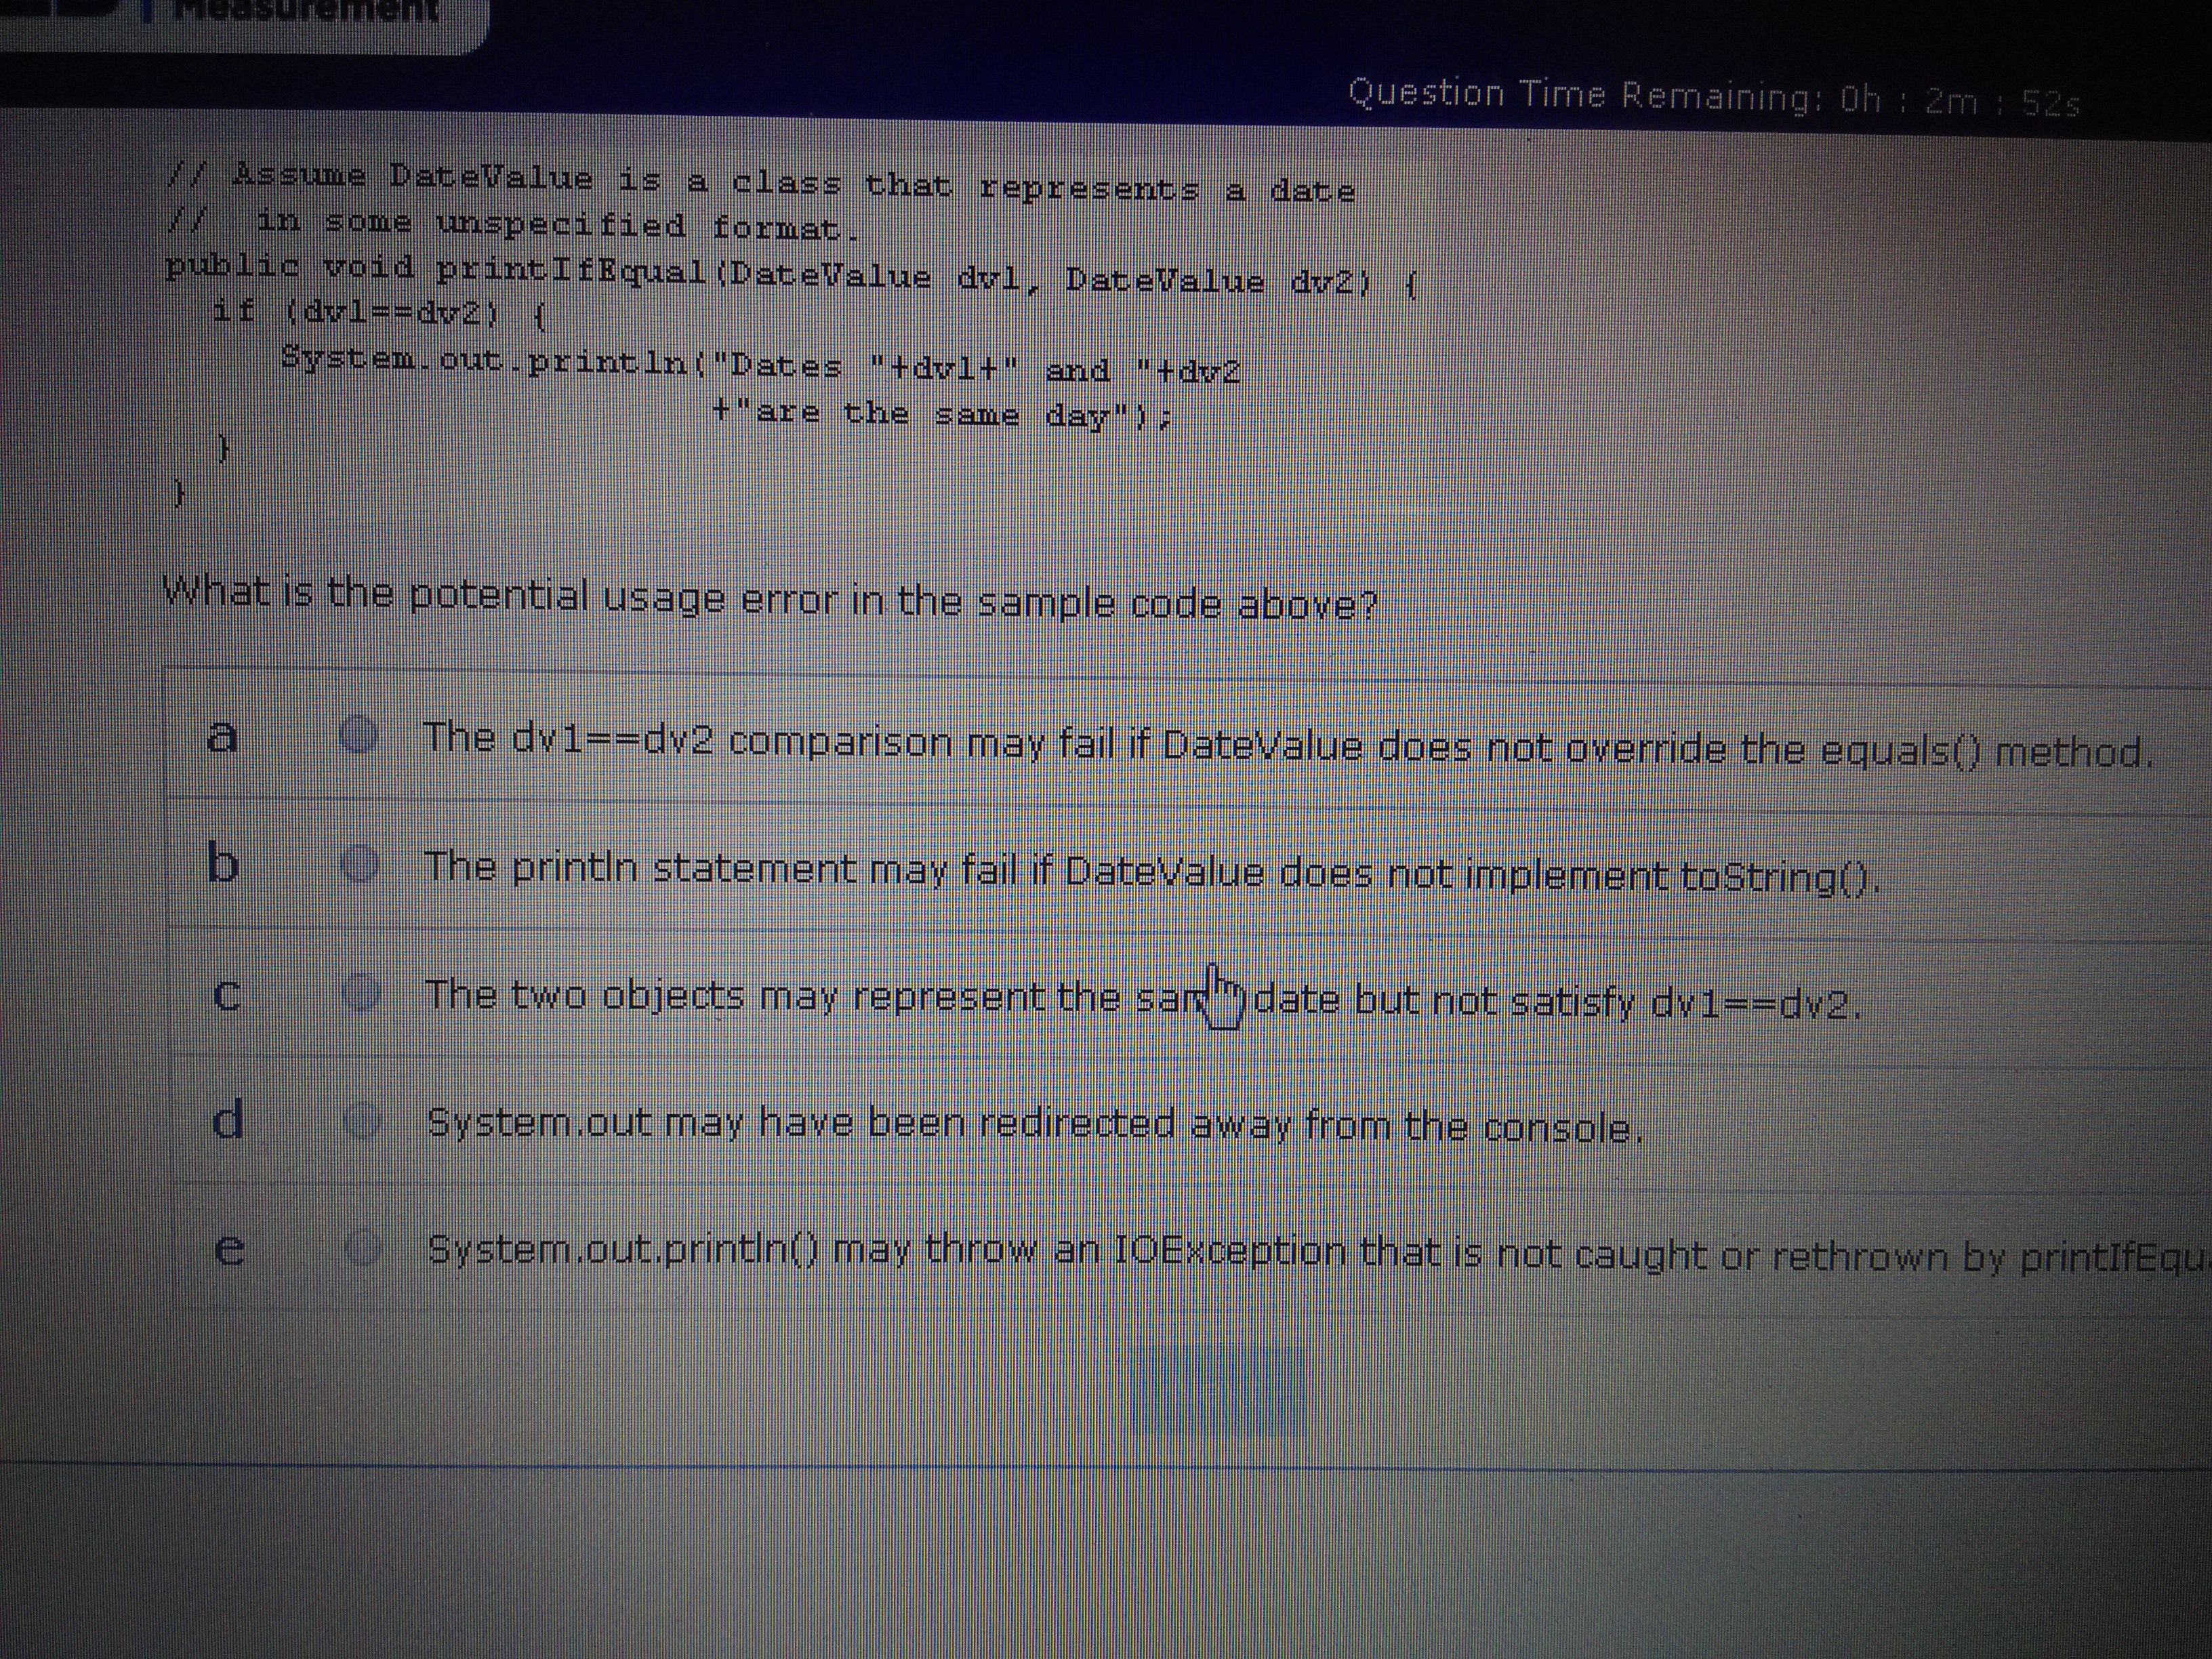 Measurement
Question Time Remaining: 0h : 2m : 52s
// Assume DateValue is a class that represents a date
// in some unspecified format.
public void printIfEqual(DateValue dv1, DateValue dv2) {
if (dv1==dv2) {
System.out.println("Dates "+dv1+" and "+dv2
+"are the same day");
}
}
What is the potential usage error in the sample code above?
a The dv1==dv2 comparison may fail if DateValue does not override the equals() method.
b The println statement may fail if DateValue does not implement toString().
c The two objects may represent the same date but not satisfy dv1==dv2.
d System.out may have been redirected away from the console.
e System.out.println() may throw an IOException that is not caught or rethrown by printIfEqu